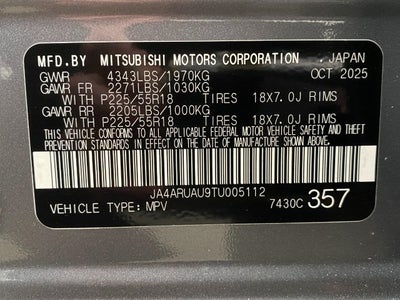 MFD.BY MITSUBISHI MOTORS CORPORATION JAPAN
GVWR 4343LBS/1970KG OCT 2025
GAWR FR 2271LBS/1030KG
WITH P225/55R18 TIRES 18X7.0J RIMS
GAWR RR 2205LBS/1000KG
WITH P225/55R18 TIRES 18X7.0J RIMS
THIS VEHICLE CONFORMS TO ALL APPLICABLE
FEDERAL MOTOR VEHICLE SAFETY BUMPER
AND THEFT PREVENTION STANDARDS IN EFFECT ON
THE DATE OF MANUFACTURE SHOWN ABOVE.
JA4ARUAU9TU005112
VEHICLE TYPE: MPV 7430C 357